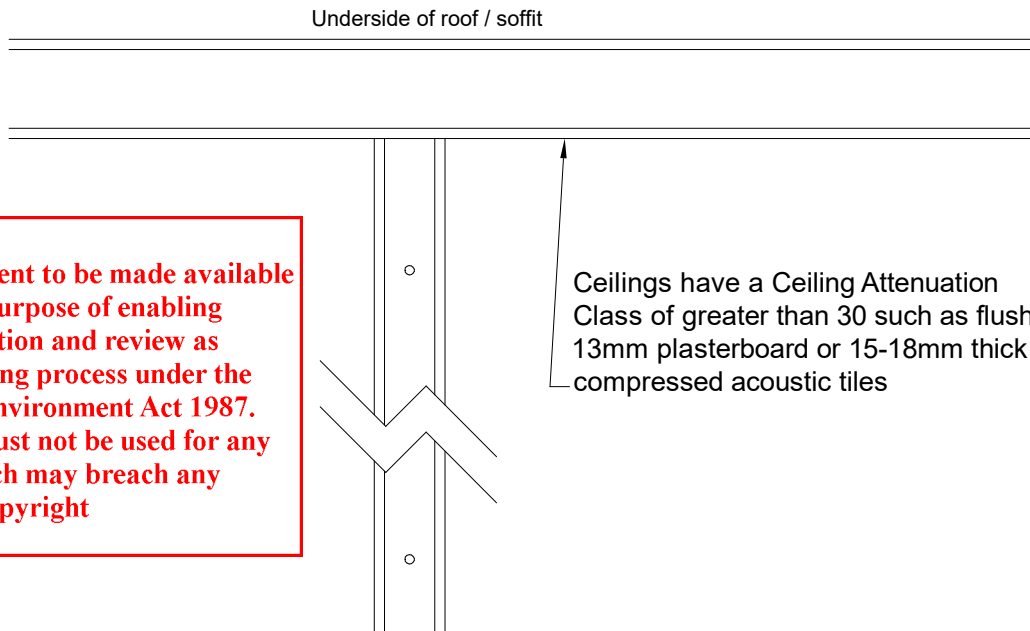 Underside of roof / soffit
ent to be made available
urpose of enabling
tion and review as
ng process under the
nvironment Act 1987.
ust not be used for any
ch may breach any
pyright
Ceilings have a Ceiling Attenuation
Class of greater than 30 such as flush
13mm plasterboard or 15-18mm thick
compressed acoustic tiles